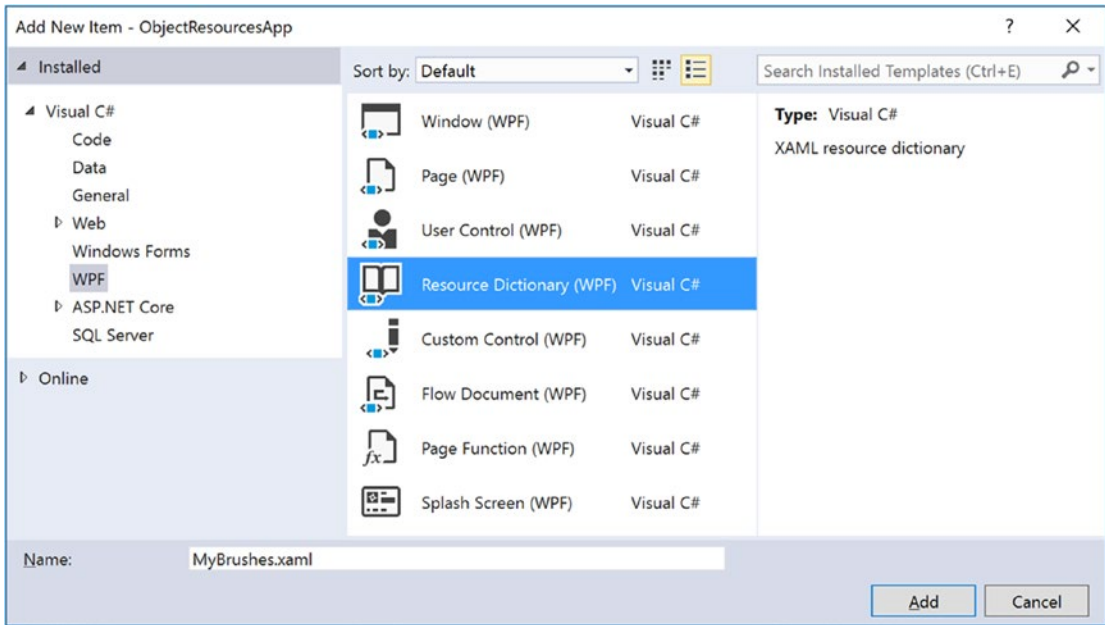 Add New Item - ObjectResourcesApp
?
Installed
Sort by: Default
Search Installed Templates (Ctrl+E)
Visual C#
Code
Data
General
Web
Windows Forms
WPF
ASP.NET Core
SQL Server
Online
Window (WPF) Visual C#
Page (WPF) Visual C#
User Control (WPF) Visual C#
Resource Dictionary (WPF) Visual C#
Custom Control (WPF) Visual C#
Flow Document (WPF) Visual C#
fx
Page Function (WPF) Visual C#
Splash Screen (WPF) Visual C#
Type: Visual C#
XAML resource dictionary
Name: MyBrushes.xaml
Add Cancel